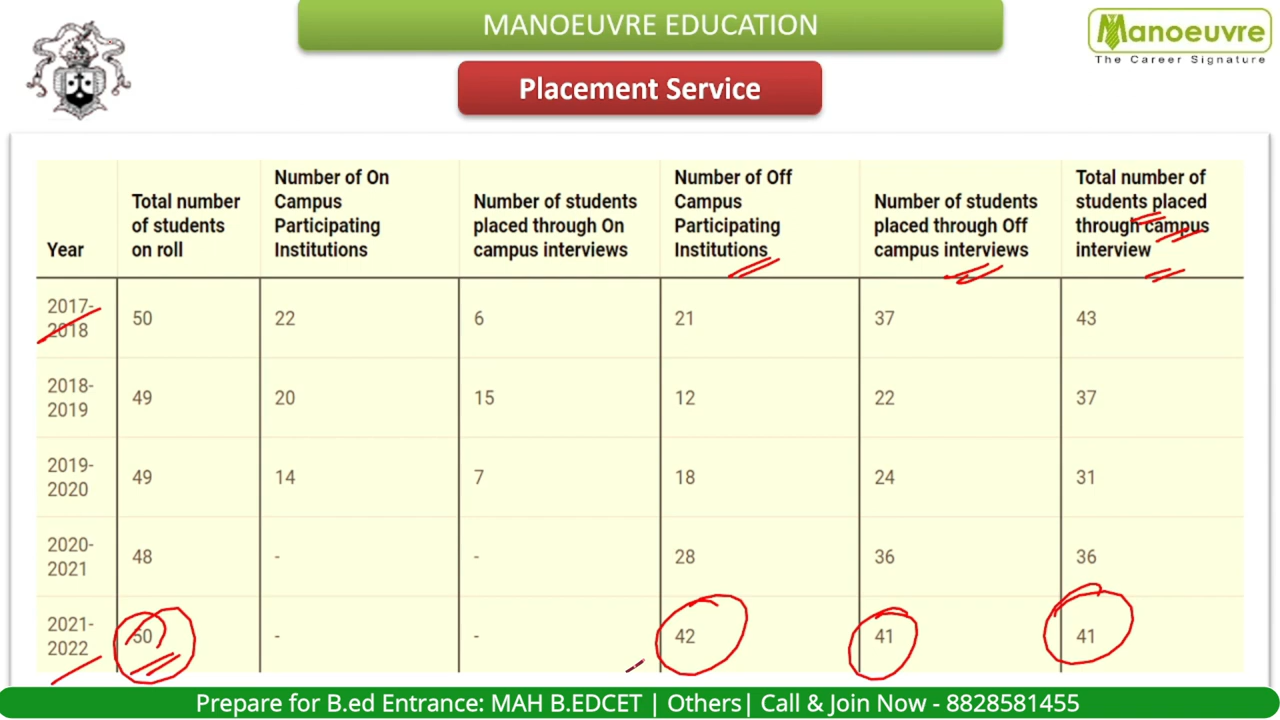 MANOEUVRE EDUCATION
Manoeuvre
The Career Signature
Placement Service
Year
Total number
of students
on roll
Number of On
Campus
Participating
Institutions
Number of students
placed through On
campus interviews
Number of Off
Campus
Participating
Institutions
Number of students
placed through Off
campus interviews
Total number of
students placed
through campus
interview
2017-
2018
50 22 6 21 37 43
2018-
2019
49 20 15 12 22 37
2019-
2020
49 14 7 18 24 31
2020-
2021
48 - - 28 36 36
2021-
2022
50 - - 42 41 41
Prepare for B.ed Entrance: MAH B.EDCET | Others| Call & Join Now - 8828581455